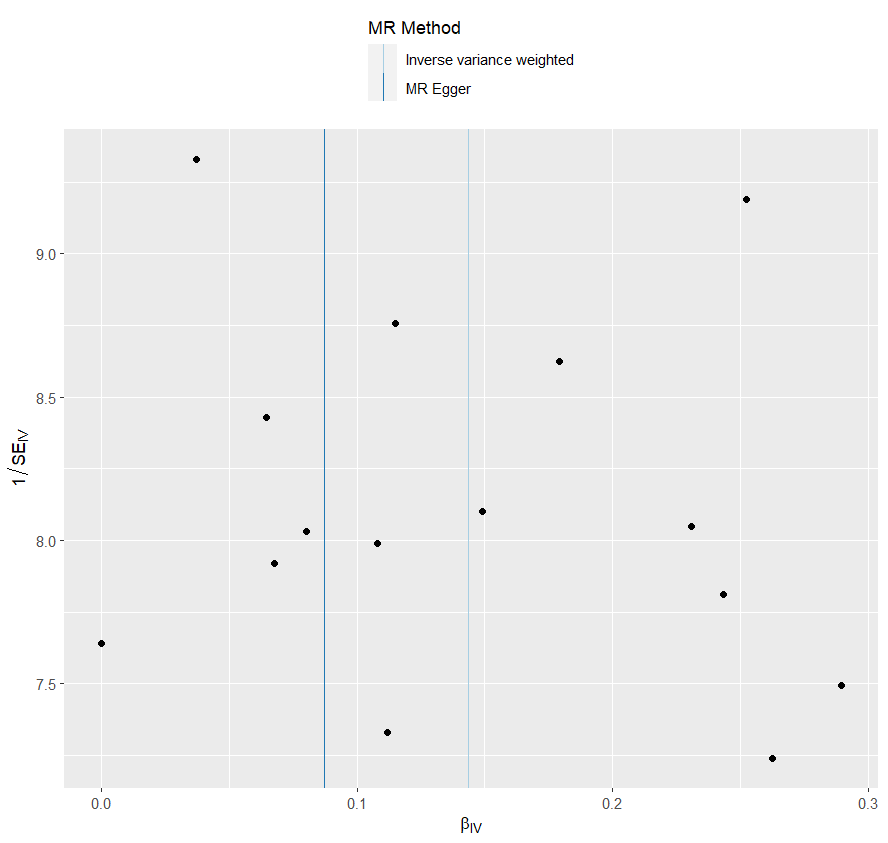 MR Method
Inverse variance weighted
MR Egger
9.0
8.5
8.0
7.5
1/SE_IV
0.0 0.1 0.2 0.3
β_IV